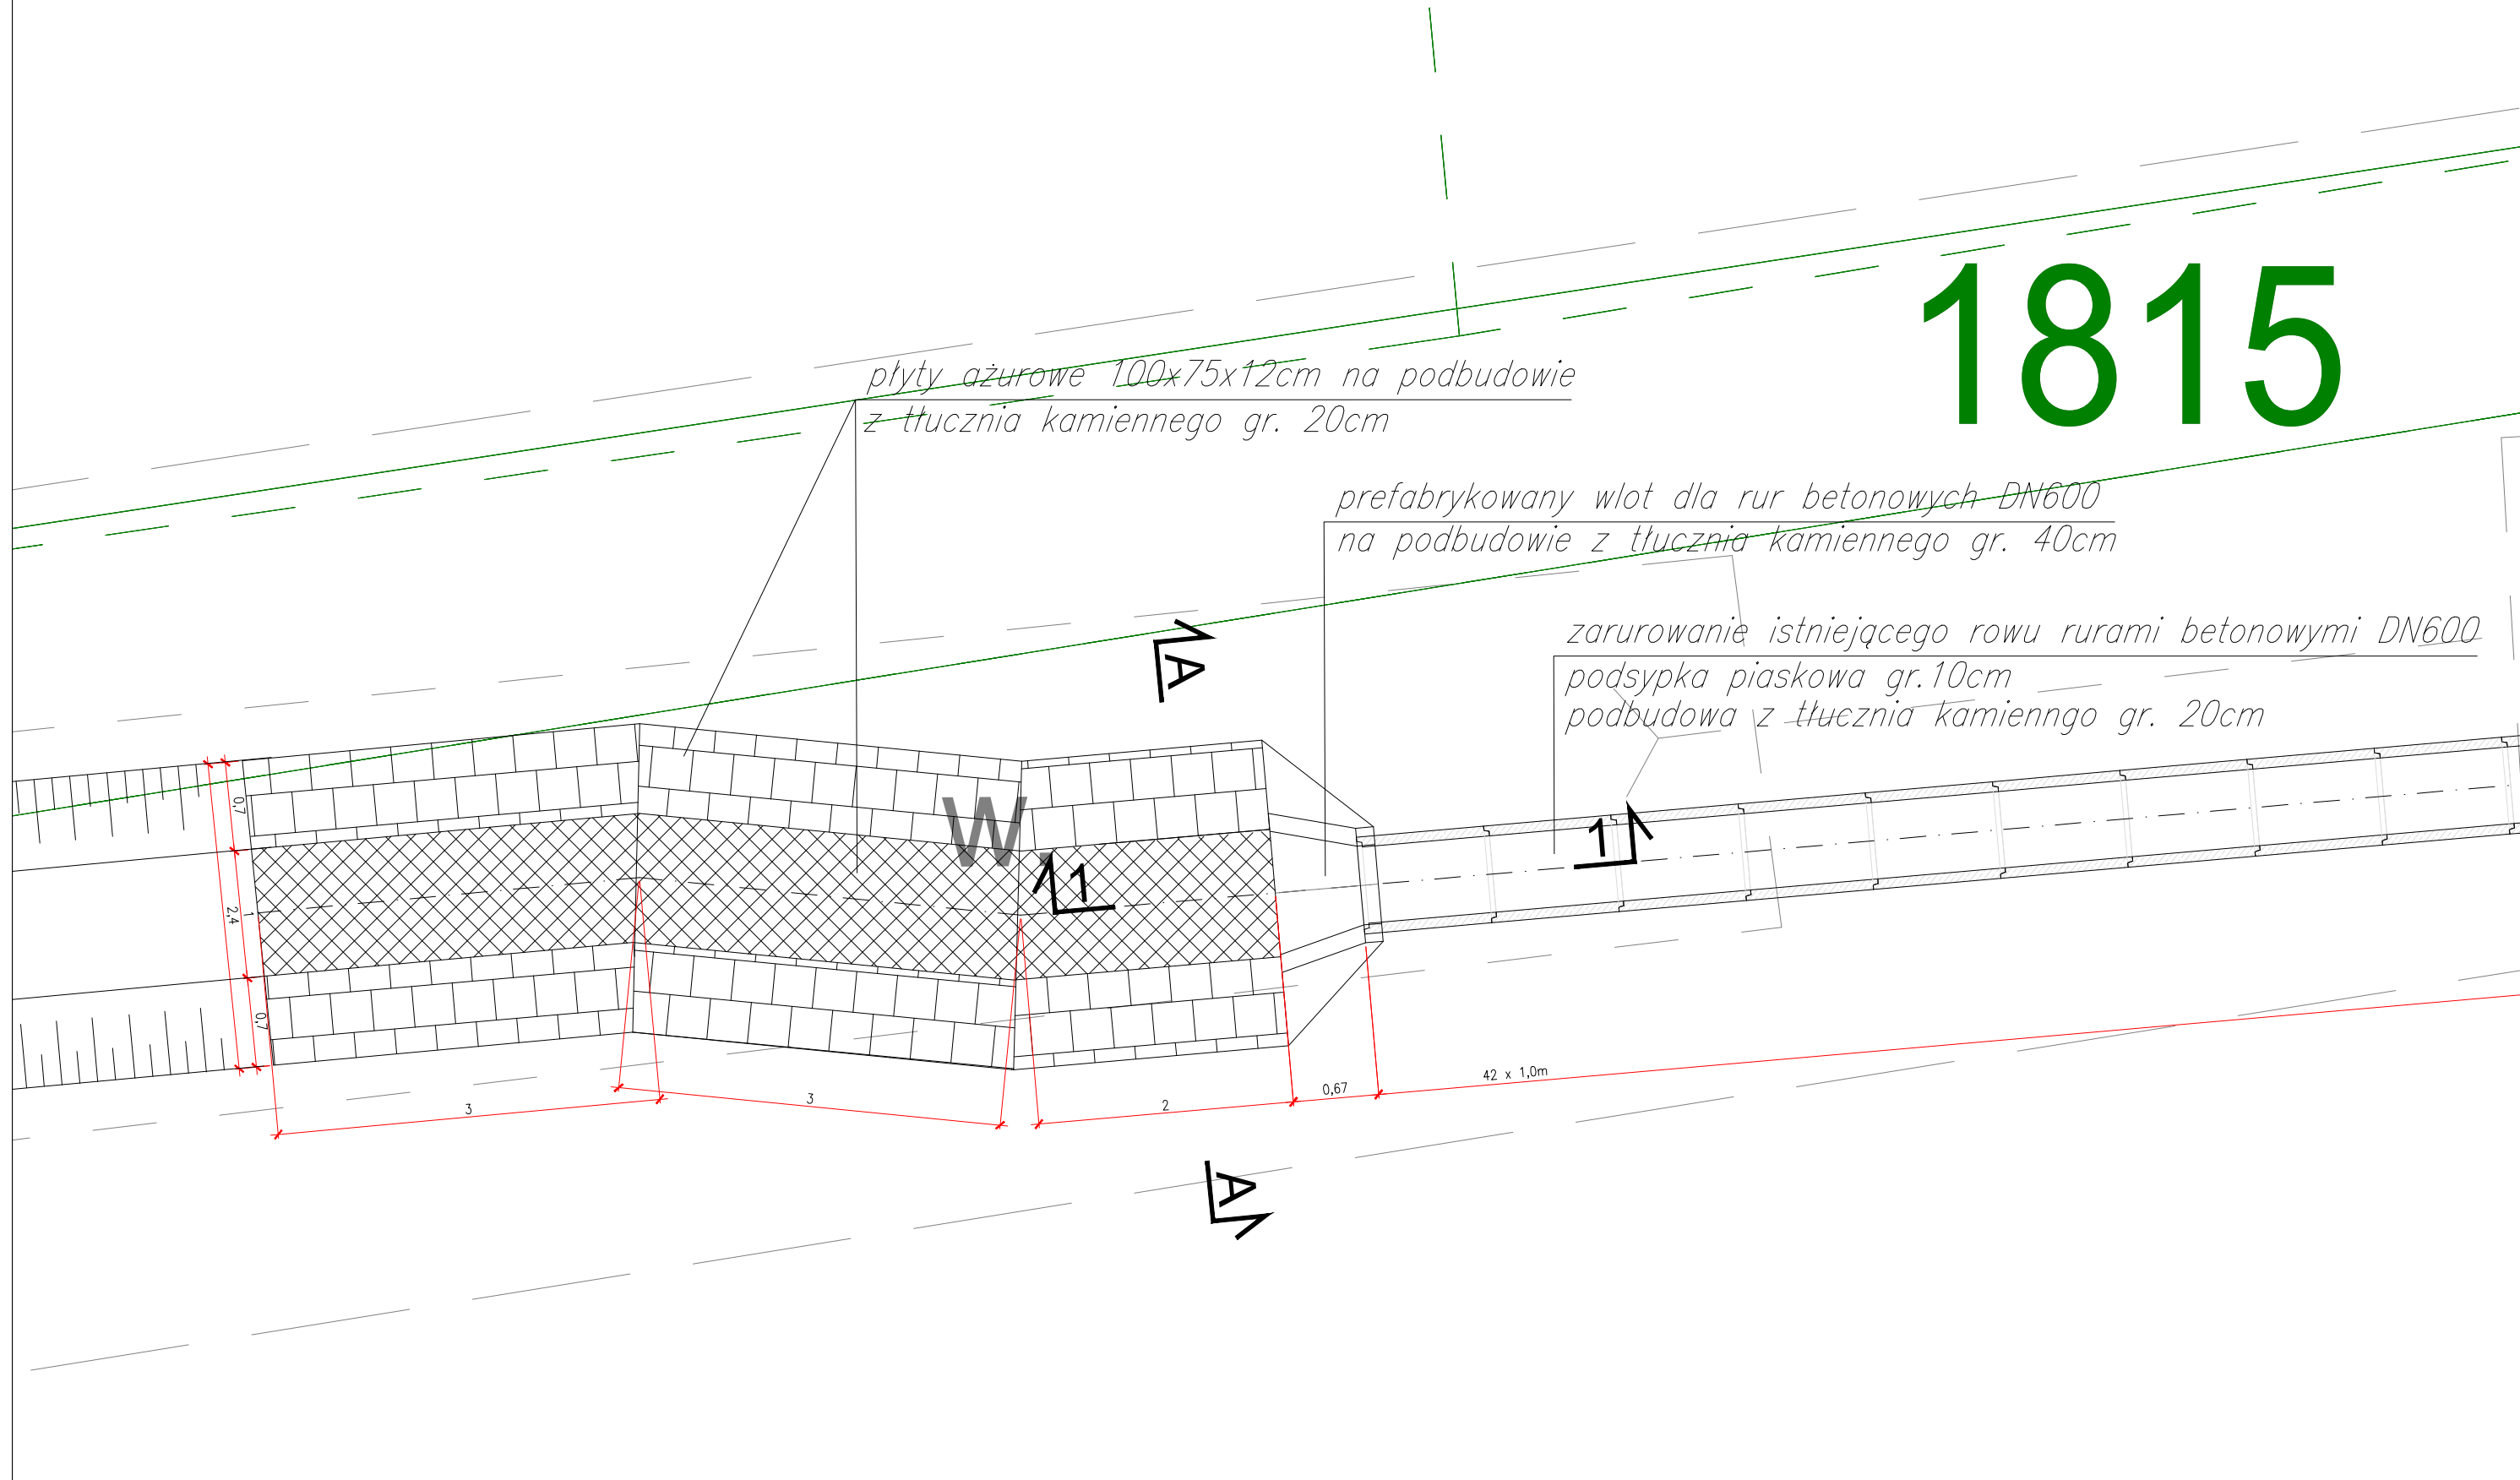 1815
płyty ażurowe 100x75x12cm na podbudowie
z tłucznia kamiennego gr. 20cm
prefabrykowany wlot dla rur betonowych DN600
na podbudowie z tłucznia kamiennego gr. 40cm
zarurowanie istniejącego rowu rurami betonowymi DN600
podsypka piaskowa gr.10cm
podbudowa z tłucznia kamienngo gr. 20cm
A
W
1
1
0,7
2,4
1
0,7
3
3
2
0,67
42 x 1,0m
A